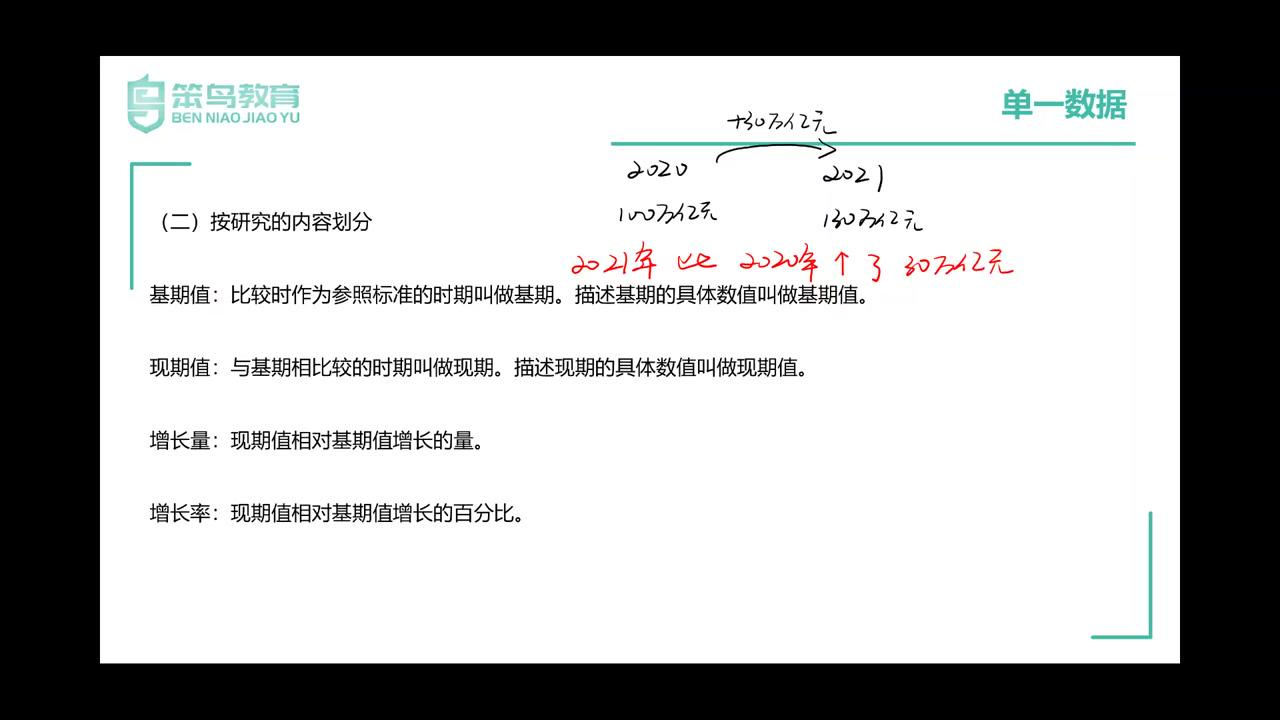 笨鸟教育
BEN NIAO JIAO YU
单一数据
+30万亿元
2020 2021
100万亿元 130万亿元
(二)按研究的内容划分
2021年 比 2020年 ↑ 了 30万亿元
基期值：比较时作为参照标准的时期叫做基期。描述基期的具体数值叫做基期值。
现期值：与基期相比较的时期叫做现期。描述现期的具体数值叫做现期值。
增长量：现期值相对基期值增长的量。
增长率：现期值相对基期值增长的百分比。